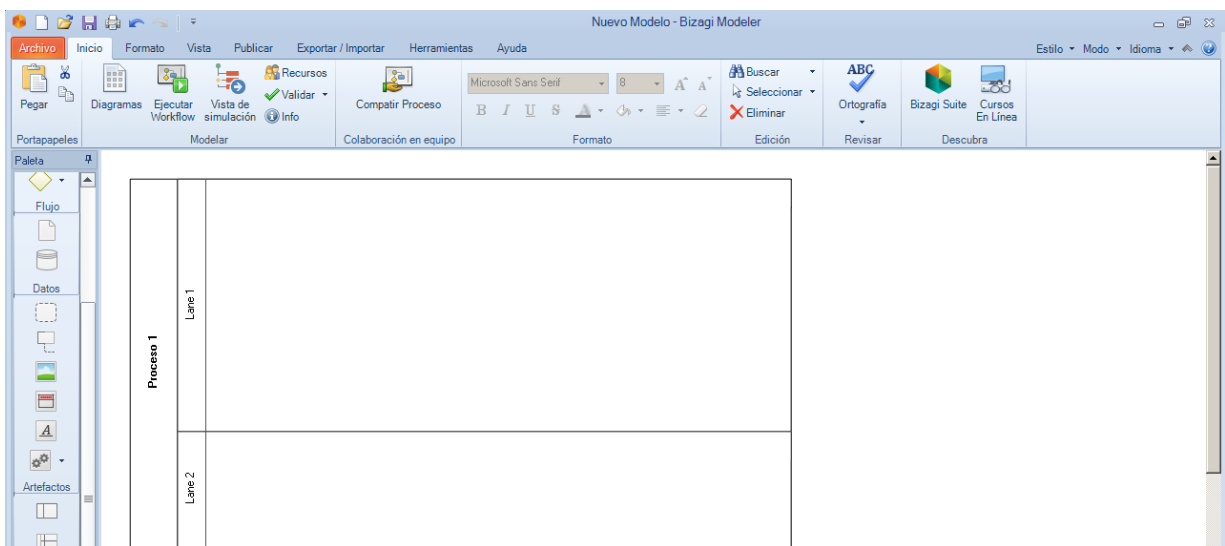 Nuevo Modelo - Bizagi Modeler
Archivo Inicio Formato Vista Publicar Exportar / Importar Herramientas Ayuda Estilo Modo Idioma
Pegar
Portapapeles
Diagramas
Ejecutar
Workflow
Vista de
simulación
Recursos
Validar
Info
Modelar
Compatir Proceso
Colaboración en equipo
Microsoft Sans Serif 8 A A
B I U S A
Formato
Buscar
Seleccionar
Eliminar
Edición
ABC
Ortografía
Revisar
Bizagi Suite
Cursos
En Línea
Descubra
Paleta
Flujo
Datos
A
Artefactos
Proceso 1
Lane 1
Lane 2